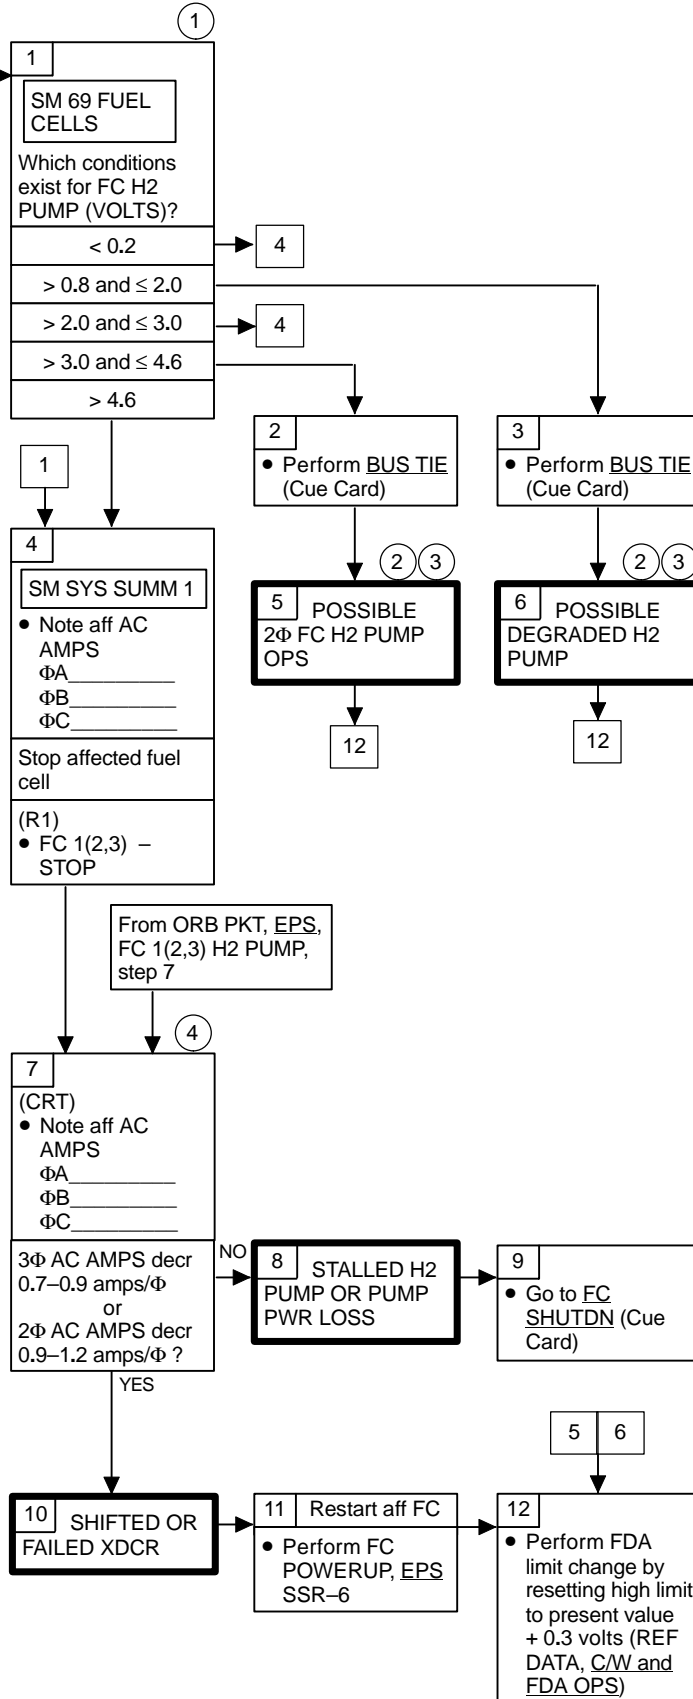 1
1
SM 69 FUEL
CELLS
Which conditions
exist for FC H2
PUMP (VOLTS)?
< 0.2
4
> 0.8 and ≤ 2.0
> 2.0 and ≤ 3.0
4
> 3.0 and ≤ 4.6
> 4.6
2
• Perform BUS TIE
(Cue Card)
3
• Perform BUS TIE
(Cue Card)
1
4
SM SYS SUMM 1
• Note aff AC
AMPS
ΦA_________
ΦB_________
ΦC_________
Stop affected fuel
cell
(R1)
• FC 1(2,3) –
STOP
2 3
5 POSSIBLE
2Φ FC H2 PUMP
OPS
12
2 3
6 POSSIBLE
DEGRADED H2
PUMP
12
From ORB PKT, EPS,
FC 1(2,3) H2 PUMP,
step 7
4
7
(CRT)
• Note aff AC
AMPS
ΦA_________
ΦB_________
ΦC_________
3Φ AC AMPS decr
0.7–0.9 amps/Φ
or
2Φ AC AMPS decr
0.9–1.2 amps/Φ ?
NO
8 STALLED H2
PUMP OR PUMP
PWR LOSS
9
• Go to FC
SHUTDN (Cue
Card)
YES
5 6
10 SHIFTED OR
FAILED XDCR
11 Restart aff FC
• Perform FC
POWERUP, EPS
SSR–6
12
• Perform FDA
limit change by
resetting high limit
to present value
+ 0.3 volts (REF
DATA, C/W and
FDA OPS)